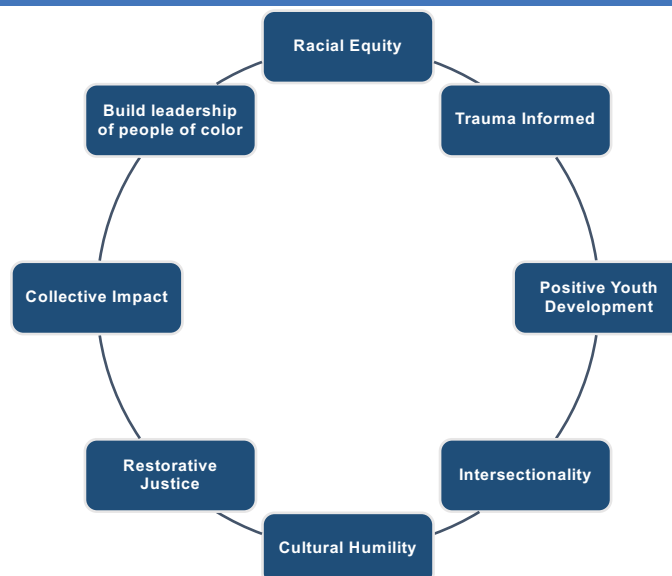 Racial Equity
Trauma Informed
Positive Youth
Development
Intersectionality
Cultural Humility
Restorative
Justice
Collective Impact
Build leadership
of people of color